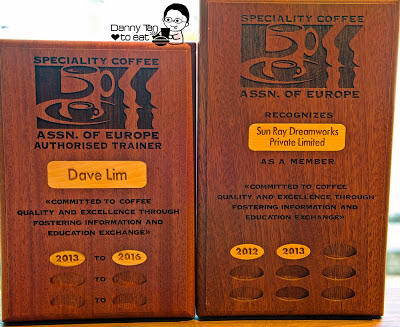 Danny Tan
to eat
SPECIALITY COFFEE
ASSN. OF EUROPE
AUTHORISED TRAINER
Dave Lim
«COMMITTED TO COFFEE
QUALITY AND EXCELLENCE THROUGH
FOSTERING INFORMATION AND
EDUCATION EXCHANGE»
2013 TO 2016
TO
TO
SPECIALITY COFFEE
ASSN. OF EUROPE
RECOGNIZES
Sun Ray Dreamworks
Private Limited
AS A MEMBER
«COMMITTED TO COFFEE
QUALITY AND EXCELLENCE THROUGH
FOSTERING INFORMATION AND
EDUCATION EXCHANGE»
2012 2013